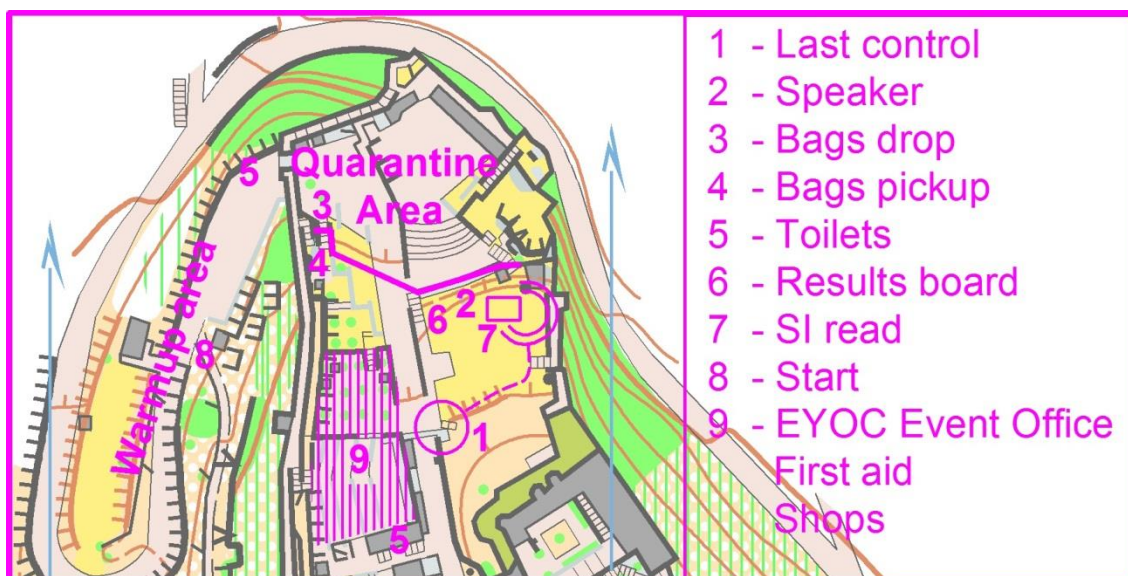 Quarantine
Area
Warmup area
5
3
4
2
6
7
8
1
9
5
1 - Last control
2 - Speaker
3 - Bags drop
4 - Bags pickup
5 - Toilets
6 - Results board
7 - SI read
8 - Start
9 - EYOC Event Office
First aid
Shops